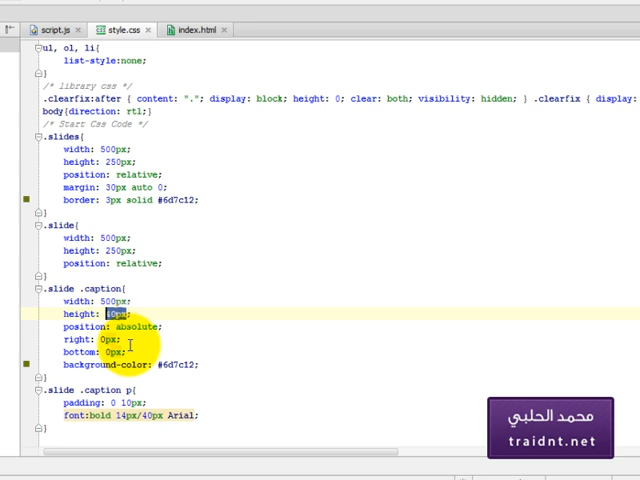 script.js × style.css × index.html ×
ul, ol, li{
list-style:none;
}
/* library css */
.clearfix:after { content: "."; display: block; height: 0; clear: both; visibility: hidden; } .clearfix { display:
body{direction: rtl;}
/* Start Css Code */
.slides{
width: 500px;
height: 250px;
position: relative;
margin: 30px auto 0;
border: 3px solid #6d7c12;
}
.slide{
width: 500px;
height: 250px;
position: relative;
}
.slide .caption{
width: 500px;
height: 40px;
position: absolute;
right: 0px;
bottom: 0px;
background-color: #6d7c12;
}
.slide .caption p{
padding: 0 10px;
font:bold 14px/40px Arial;
}
محمد الحلبي
traidnt.net